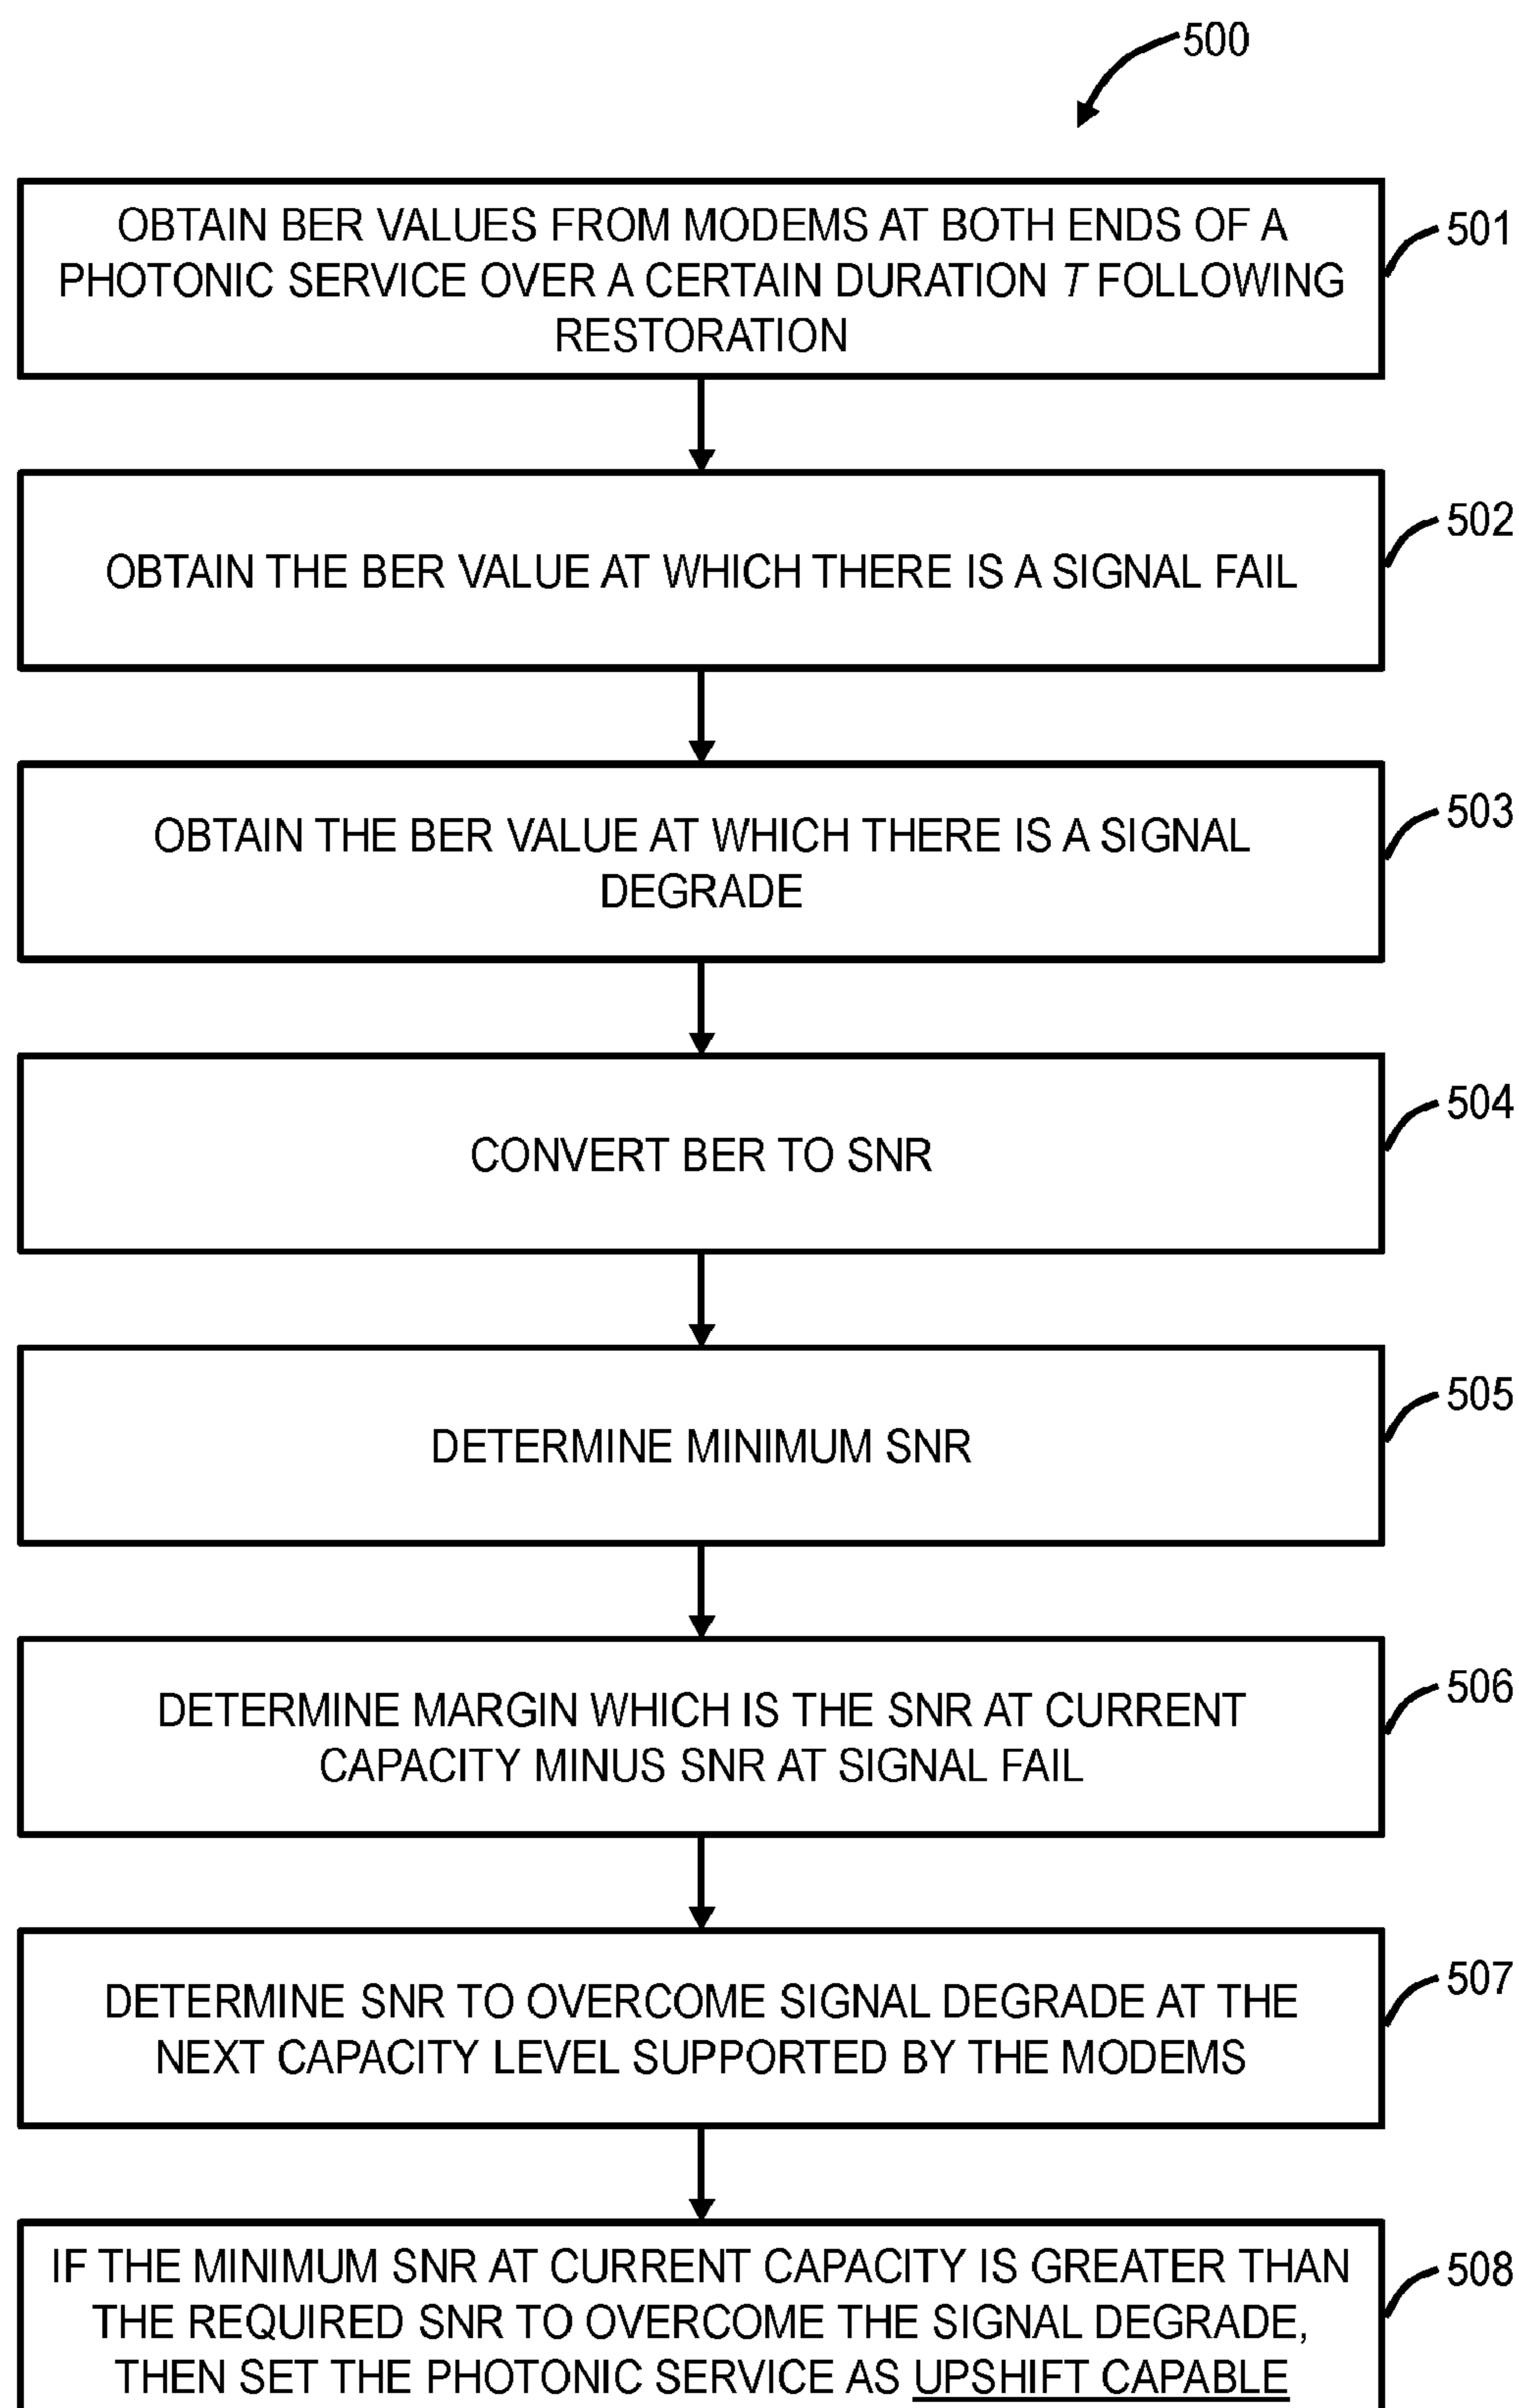 500
OBTAIN BER VALUES FROM MODEMS AT BOTH ENDS OF A
PHOTONIC SERVICE OVER A CERTAIN DURATION T FOLLOWING
RESTORATION
501
OBTAIN THE BER VALUE AT WHICH THERE IS A SIGNAL FAIL
502
OBTAIN THE BER VALUE AT WHICH THERE IS A SIGNAL
DEGRADE
503
CONVERT BER TO SNR
504
DETERMINE MINIMUM SNR
505
DETERMINE MARGIN WHICH IS THE SNR AT CURRENT
CAPACITY MINUS SNR AT SIGNAL FAIL
506
DETERMINE SNR TO OVERCOME SIGNAL DEGRADE AT THE
NEXT CAPACITY LEVEL SUPPORTED BY THE MODEMS
507
IF THE MINIMUM SNR AT CURRENT CAPACITY IS GREATER THAN
THE REQUIRED SNR TO OVERCOME THE SIGNAL DEGRADE,
THEN SET THE PHOTONIC SERVICE AS UPSHIFT CAPABLE
508